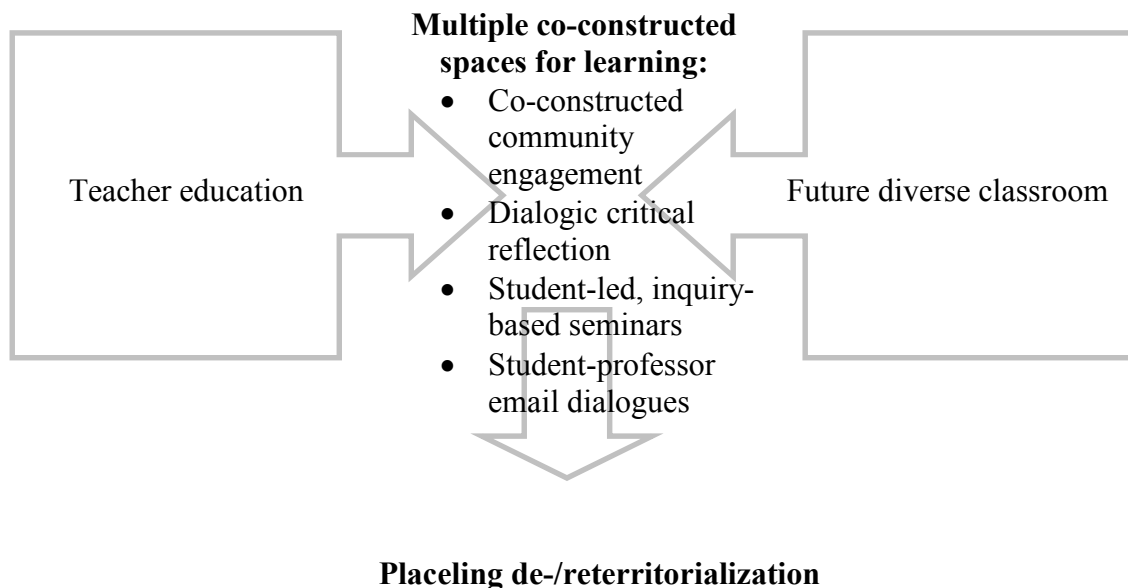 Multiple co-constructed
spaces for learning:
• Co-constructed
community
engagement
• Dialogic critical
reflection
• Student-led, inquiry-
based seminars
• Student-professor
email dialogues
Teacher education
Future diverse classroom
Placeling de-/reterritorialization